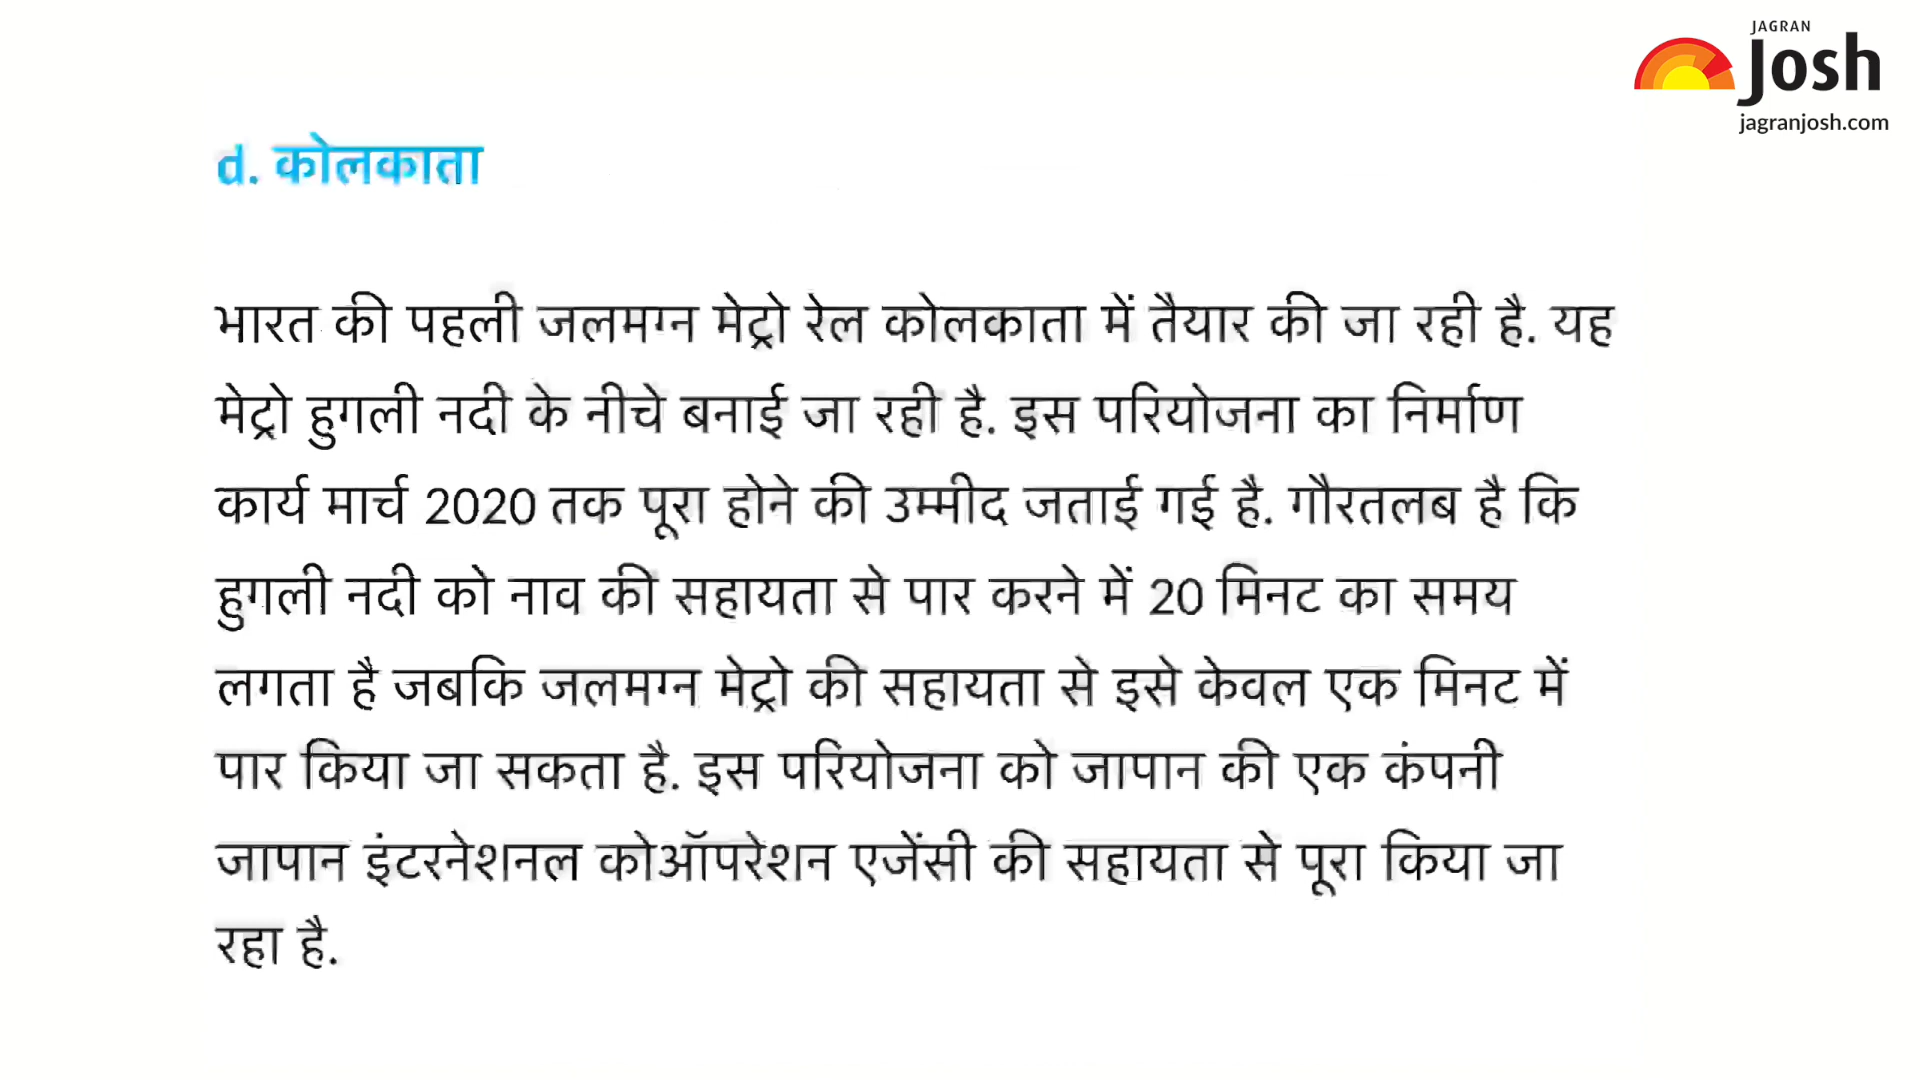 JAGRAN
Josh
jagranjosh.com
d. कोलकाता
भारत की पहली जलमग्न मेट्रो रेल कोलकाता में तैयार की जा रही है. यह
मेट्रो हुगली नदी के नीचे बनाई जा रही है. इस परियोजना का निर्माण
कार्य मार्च 2020 तक पूरा होने की उम्मीद जताई गई है. गौरतलब है कि
हुगली नदी को नाव की सहायता से पार करने में 20 मिनट का समय
लगता है जबकि जलमग्न मेट्रो की सहायता से इसे केवल एक मिनट में
पार किया जा सकता है. इस परियोजना को जापान की एक कंपनी
जापान इंटरनेशनल कोऑपरेशन एजेंसी की सहायता से पूरा किया जा
रहा है.